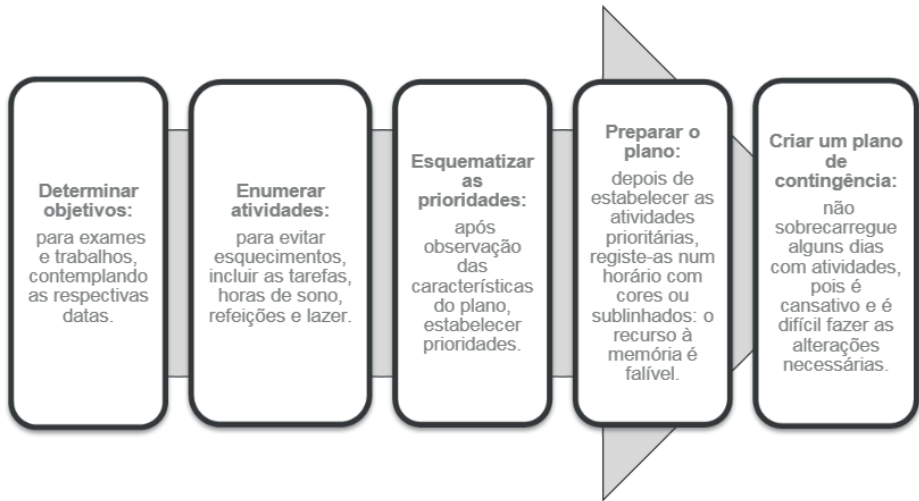 Determinar
objetivos:
para exames
e trabalhos,
contemplando
as respectivas
datas.
Enumerar
atividades:
para evitar
esquecimentos,
incluir as tarefas,
horas de sono,
refeições e lazer.
Esquematizar
as
prioridades:
após
observação
das
características
do plano,
estabelecer
prioridades.
Preparar o
plano:
depois de
estabelecer as
atividades
prioritárias,
registe-as num
horário com
cores ou
sublinhados: o
recurso à
memória é
falível.
Criar um plano
de
contingência:
não
sobrecarregue
alguns dias
com atividades,
pois é
cansativo e é
difícil fazer as
alterações
necessárias.